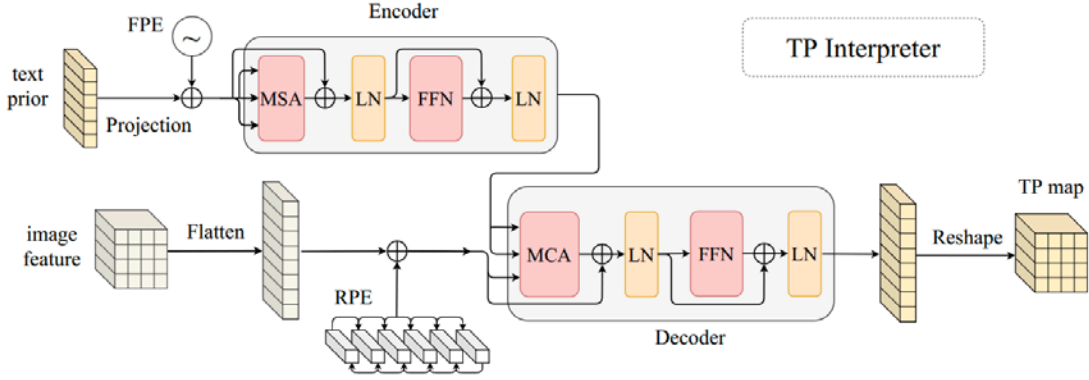 Encoder
FPE
TP Interpreter
text
prior
Projection
MSA
LN
FFN
LN
image
feature
Flatten
RPE
MCA
LN
FFN
LN
Decoder
TP map
Reshape